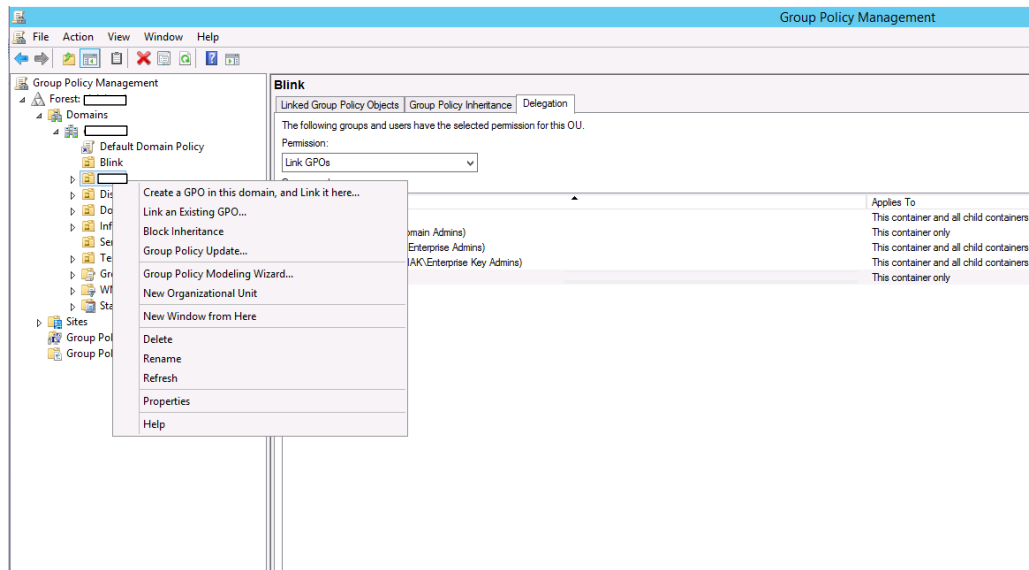 Group Policy Management
File Action View Window Help
Group Policy Management
Forest:
Domains
Default Domain Policy
Blink
Dis
Do
Inf
Ser
Te
Gr
WM
Sta
Sites
Group Pol
Group Pol
Create a GPO in this domain, and Link it here...
Link an Existing GPO...
Block Inheritance
Group Policy Update...
Group Policy Modeling Wizard...
New Organizational Unit
New Window from Here
Delete
Rename
Refresh
Properties
Help
Blink
Linked Group Policy Objects Group Policy Inheritance Delegation
The following groups and users have the selected permission for this OU.
Permission:
Link GPOs
Applies To
This container and all child containers
omain Admins) This container only
Enterprise Admins) This container and all child containers
IAK\Enterprise Key Admins) This container and all child containers
This container only